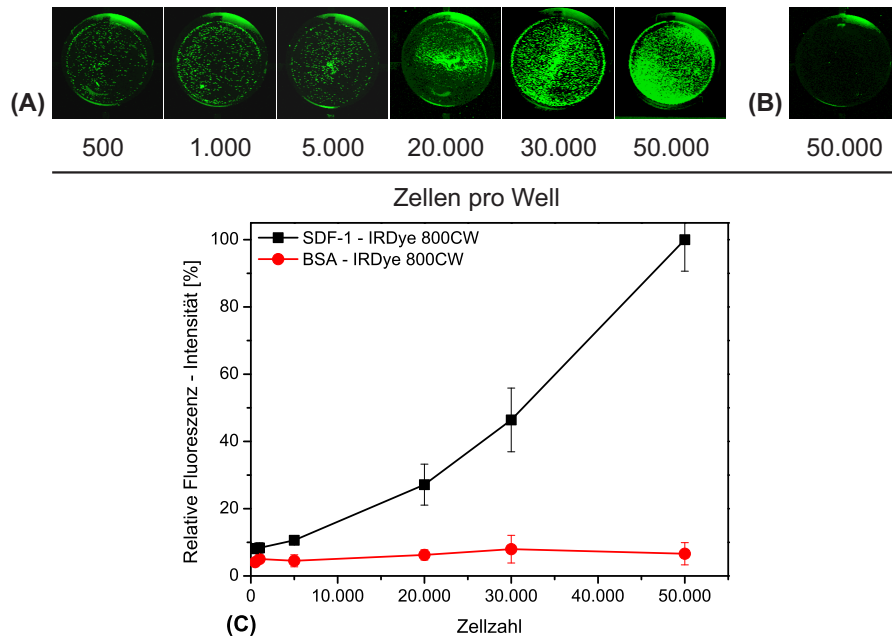 (A)
(B)
500 1.000 5.000 20.000 30.000 50.000 50.000
Zellen pro Well
SDF-1 - IRDye 800CW
BSA - IRDye 800CW
Relative Fluoreszenz - Intensität [%]
100
80
60
40
20
0
0 10.000 20.000 30.000 40.000 50.000
(C)
Zellzahl